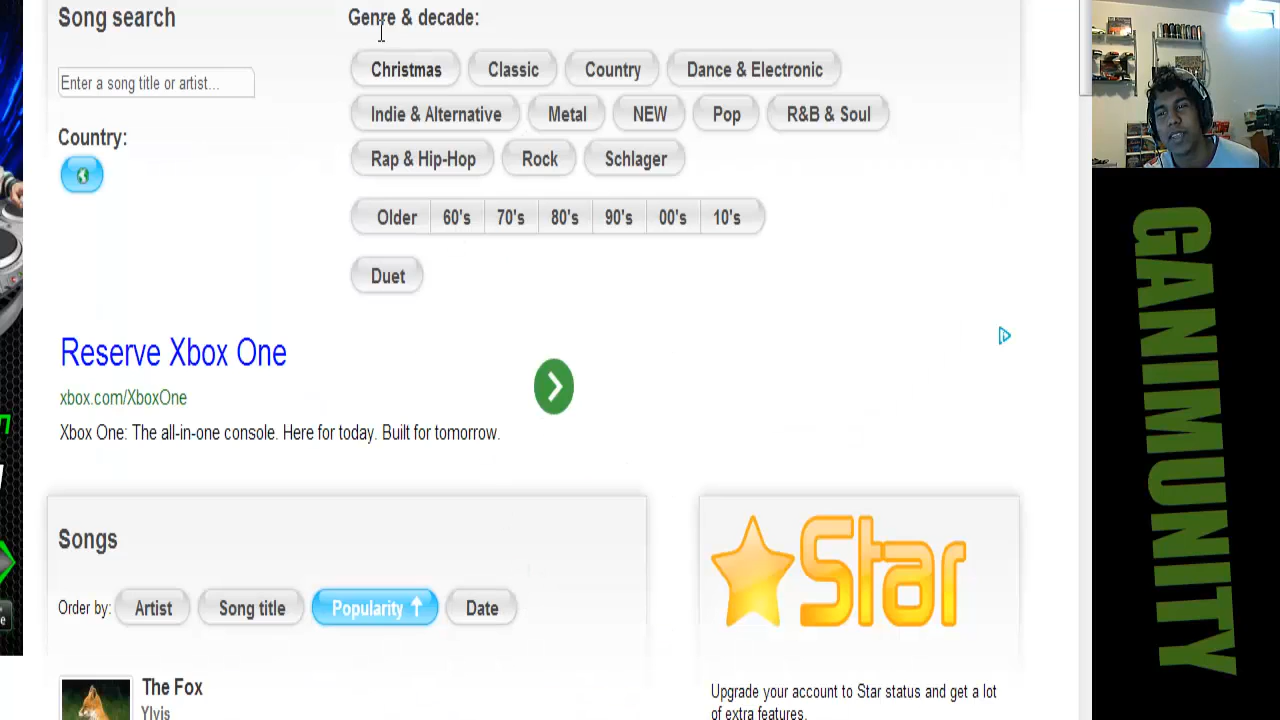 Song search
Genre & decade:
Enter a song title or artist...
Country:
Christmas
Classic
Country
Dance & Electronic
Indie & Alternative
Metal
NEW
Pop
R&B & Soul
Rap & Hip-Hop
Rock
Schlager
Older
60's
70's
80's
90's
00's
10's
Duet
Reserve Xbox One
xbox.com/XboxOne
Xbox One: The all-in-one console. Here for today. Built for tomorrow.
Songs
Order by:
Artist
Song title
Popularity
Date
The Fox
Ylvis
Star
Upgrade your account to Star status and get a lot
of extra features.
GANIMUNITY